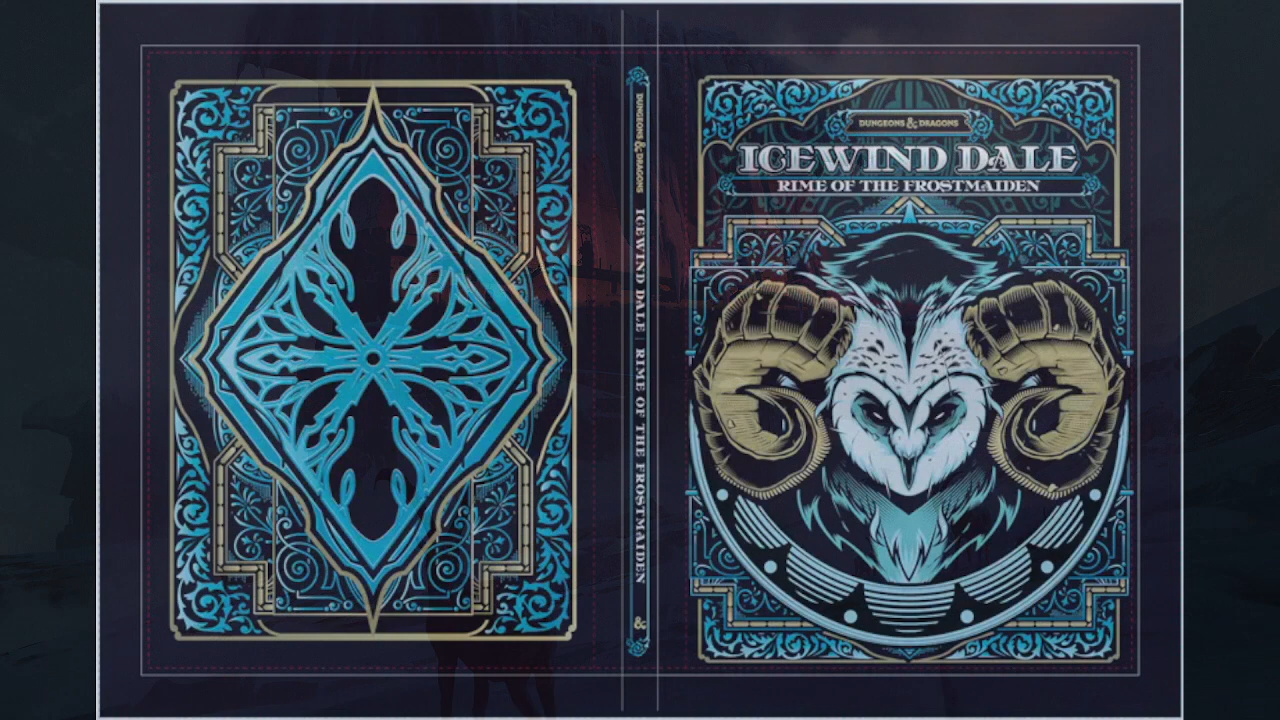 DUNGEONS & DRAGONS
ICEWIND DALE | RIME OF THE FROSTMAIDEN
&
DUNGEONS & DRAGONS
ICEWIND DALE
RIME OF THE FROSTMAIDEN